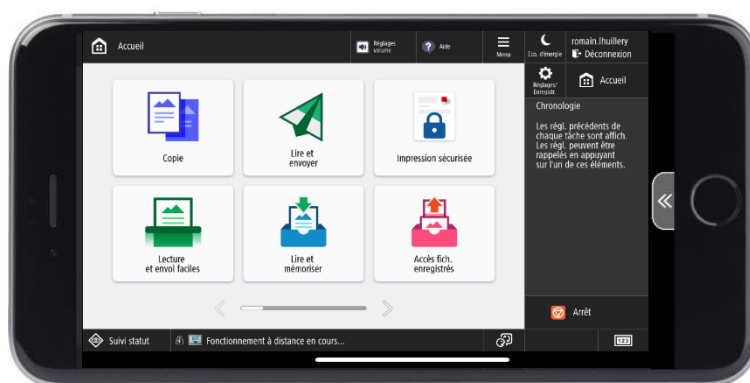 Accueil
Réglages
volume
Aide
Menu
Éco. d'énergie
romain.lhuillery
Déconnexion
Réglages/
Enregistr.
Accueil
Chronologie
Les régl. précédents de
chaque tâche sont affich.
Les régl. peuvent être
rappelés en appuyant
sur l'un de ces éléments.
Copie
Lire et
envoyer
Impression sécurisée
Lecture
et envoi faciles
Lire et
mémoriser
Accès fich.
enregistrés
Arrêt
Suivi statut
Fonctionnement à distance en cours...
123